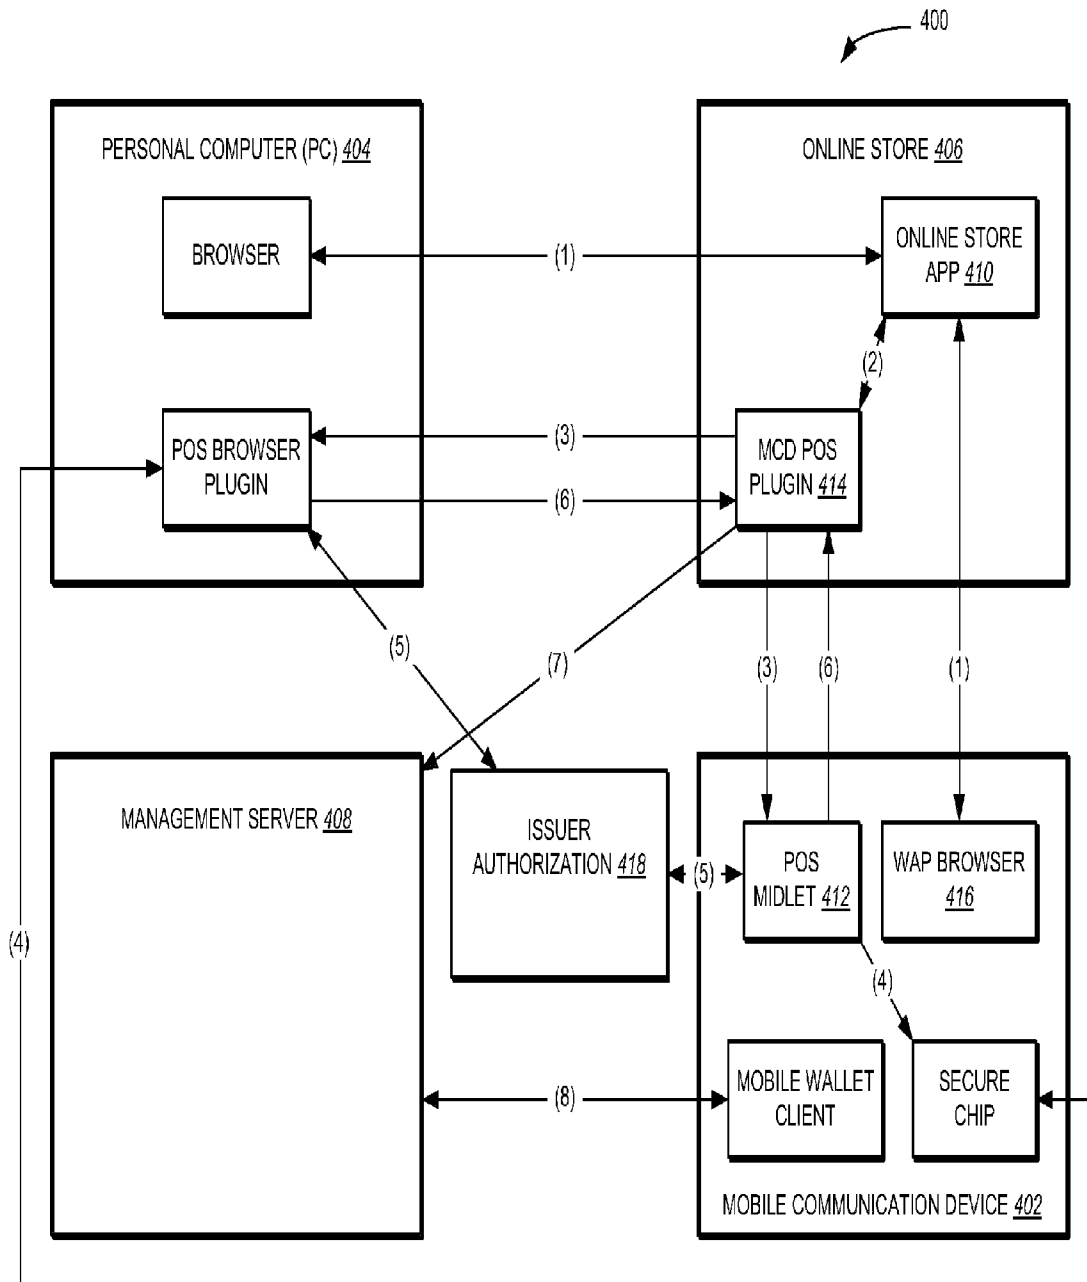 400
PERSONAL COMPUTER (PC) 404
ONLINE STORE 406
BROWSER
(1)
ONLINE STORE
APP 410
(2)
POS BROWSER
PLUGIN
(3)
(6)
MCD POS
PLUGIN 414
(5)
(7)
(3)
(6)
(1)
MANAGEMENT SERVER 408
ISSUER
AUTHORIZATION 418
(5)
POS
MIDLET 412
WAP BROWSER
416
(4)
(4)
(8)
MOBILE WALLET
CLIENT
SECURE
CHIP
MOBILE COMMUNICATION DEVICE 402